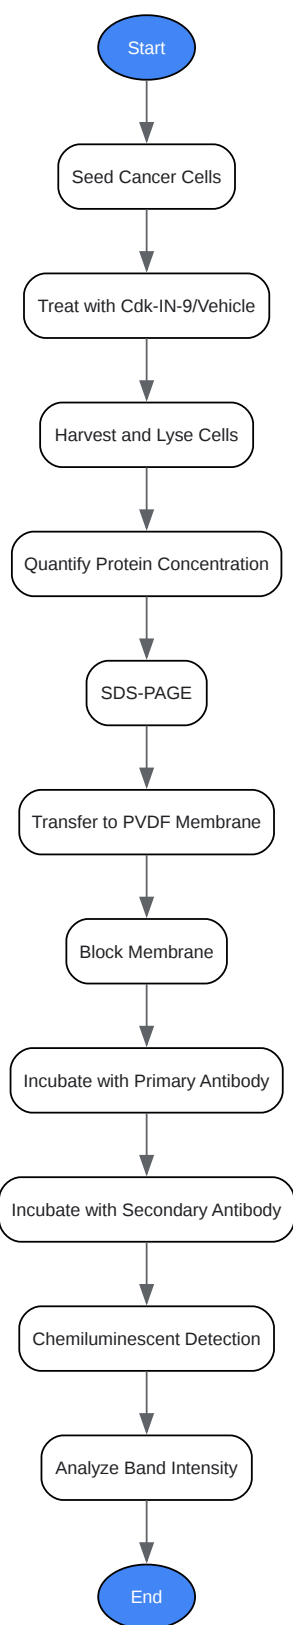 Start
Seed Cancer Cells
Treat with Cdk-IN-9/Vehicle
Harvest and Lyse Cells
Quantify Protein Concentration
SDS-PAGE
Transfer to PVDF Membrane
Block Membrane
Incubate with Primary Antibody
Incubate with Secondary Antibody
Chemiluminescent Detection
Analyze Band Intensity
End